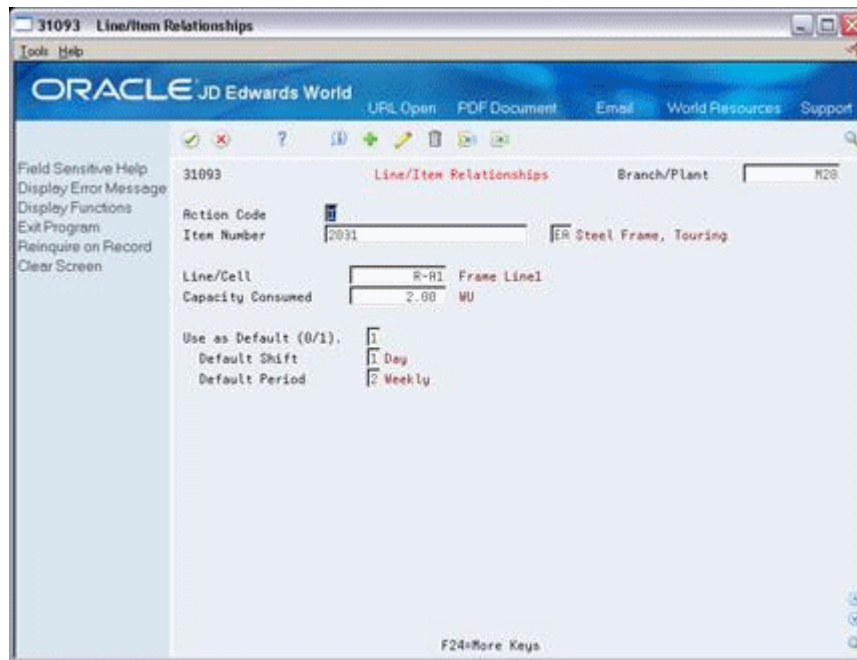 31093 Line/Item Relationships
Tools Help
ORACLE JD Edwards World
URL Open PDF Document Email World Resources Support
Field Sensitive Help
Display Error Message
Display Functions
Exit Program
Reinquire on Record
Clear Screen
31093 Line/Item Relationships Branch/Plant M20
Action Code I
Item Number 2031 EA Steel Frame, Touring
Line/Cell R-A1 Frame Line1
Capacity Consumed 2.00 WU
Use as Default (0/1). 1
Default Shift 1 Day
Default Period 2 Weekly
F24=More Keys